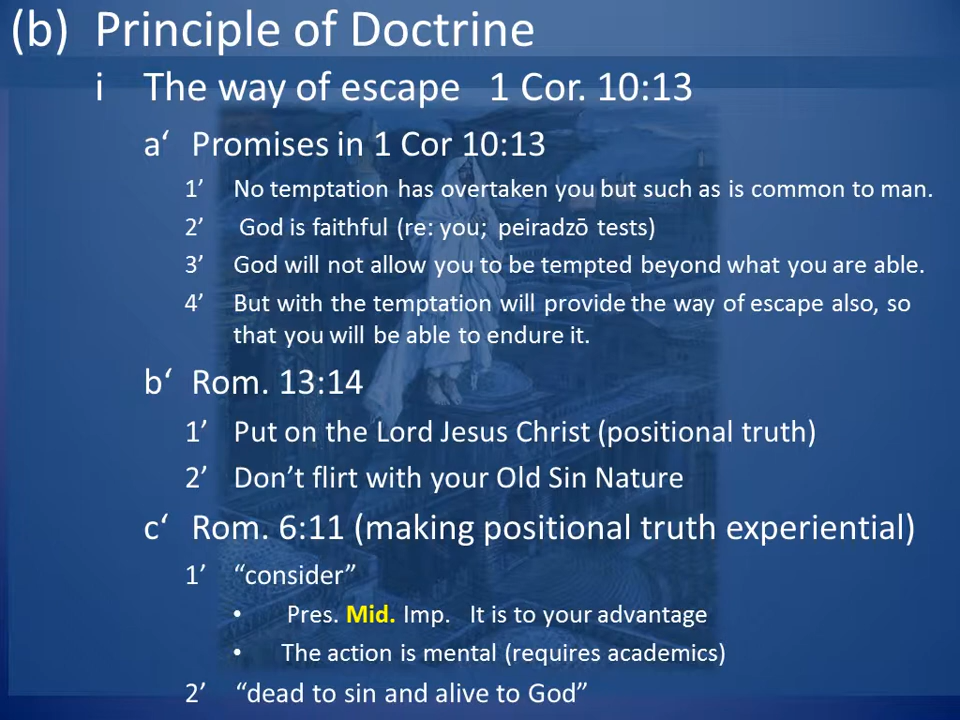 (b) Principle of Doctrine
i The way of escape 1 Cor. 10:13
a‘ Promises in 1 Cor 10:13
1’ No temptation has overtaken you but such as is common to man.
2’ God is faithful (re: you; peiradzō tests)
3’ God will not allow you to be tempted beyond what you are able.
4’ But with the temptation will provide the way of escape also, so
that you will be able to endure it.
b‘ Rom. 13:14
1’ Put on the Lord Jesus Christ (positional truth)
2’ Don’t flirt with your Old Sin Nature
c‘ Rom. 6:11 (making positional truth experiential)
1’ “consider”
• Pres. Mid. Imp. It is to your advantage
• The action is mental (requires academics)
2’ “dead to sin and alive to God”